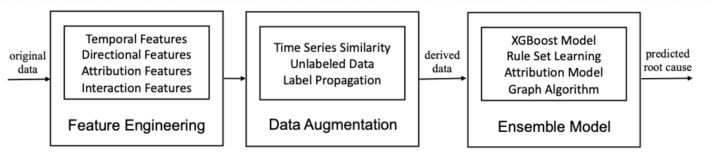 original
data
Temporal Features
Directional Features
Attribution Features
Interaction Features
Feature Engineering
Time Series Similarity
Unlabeled Data
Label Propagation
Data Augmentation
derived
data
XGBoost Model
Rule Set Learning
Attribution Model
Graph Algorithm
Ensemble Model
predicted
root cause